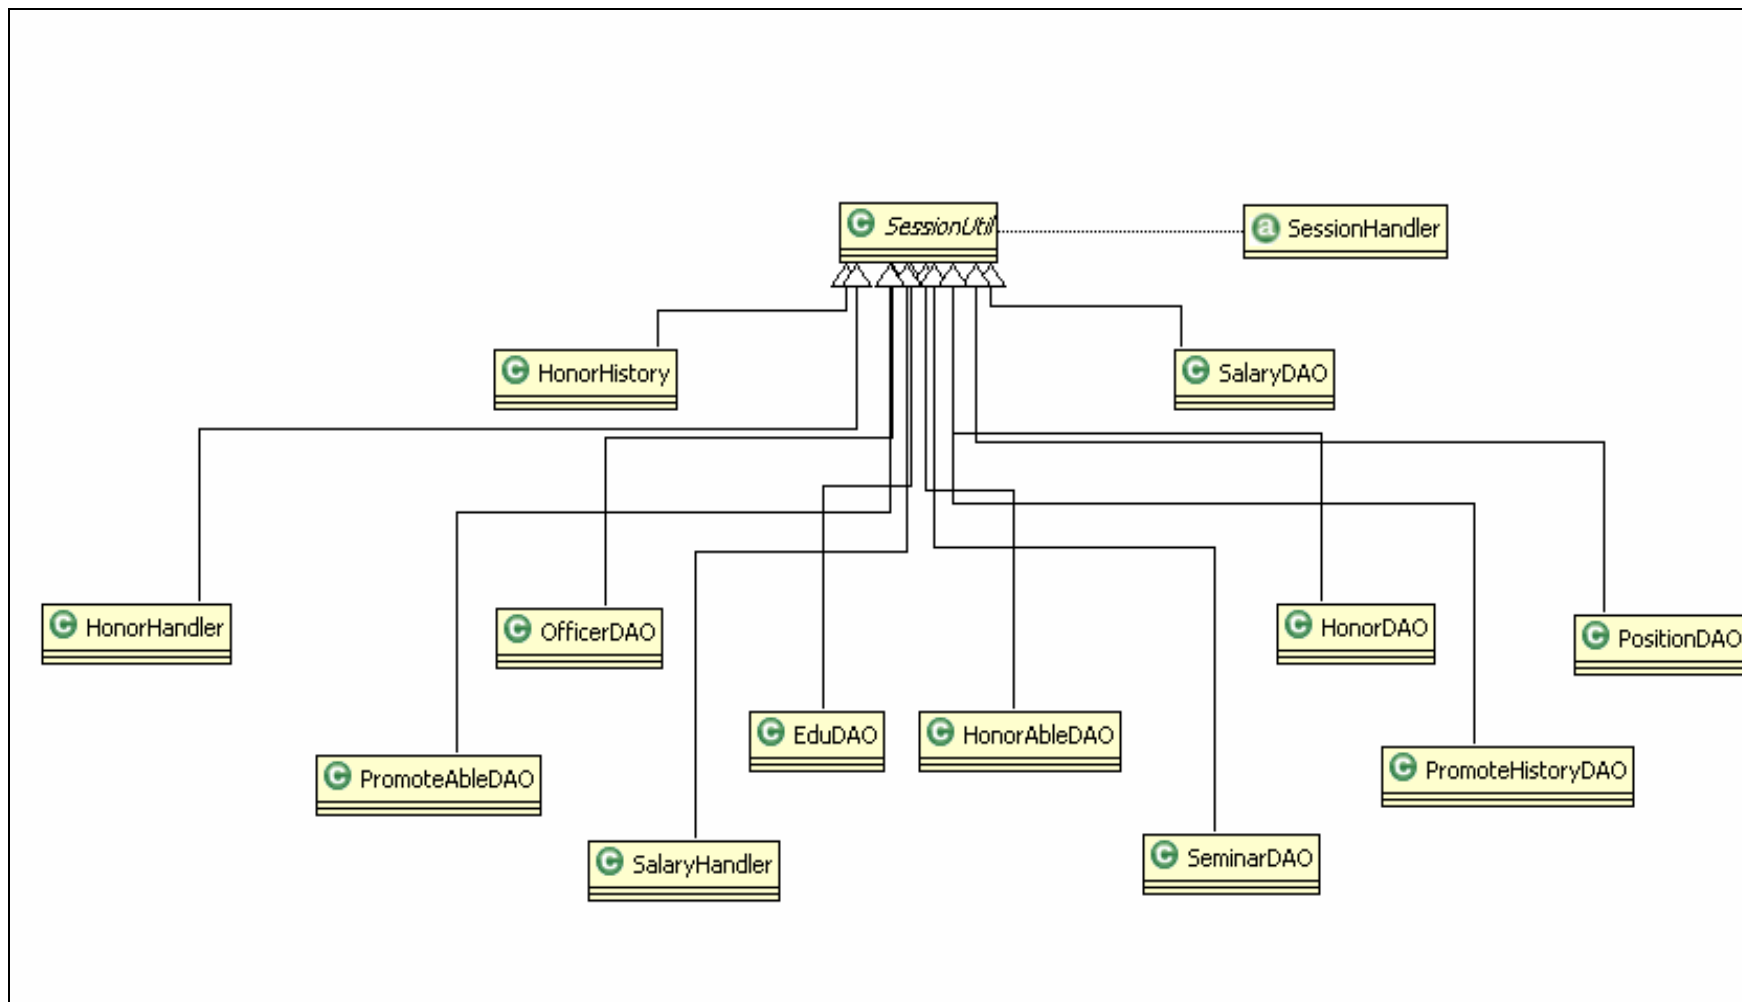 C SessionUtil
a SessionHandler
C HonorHistory
C SalaryDAO
C HonorHandler
C OfficerDAO
C HonorDAO
C PositionDAO
C EduDAO
C HonorAbleDAO
C PromoteAbleDAO
C PromoteHistoryDAO
C SalaryHandler
C SeminarDAO